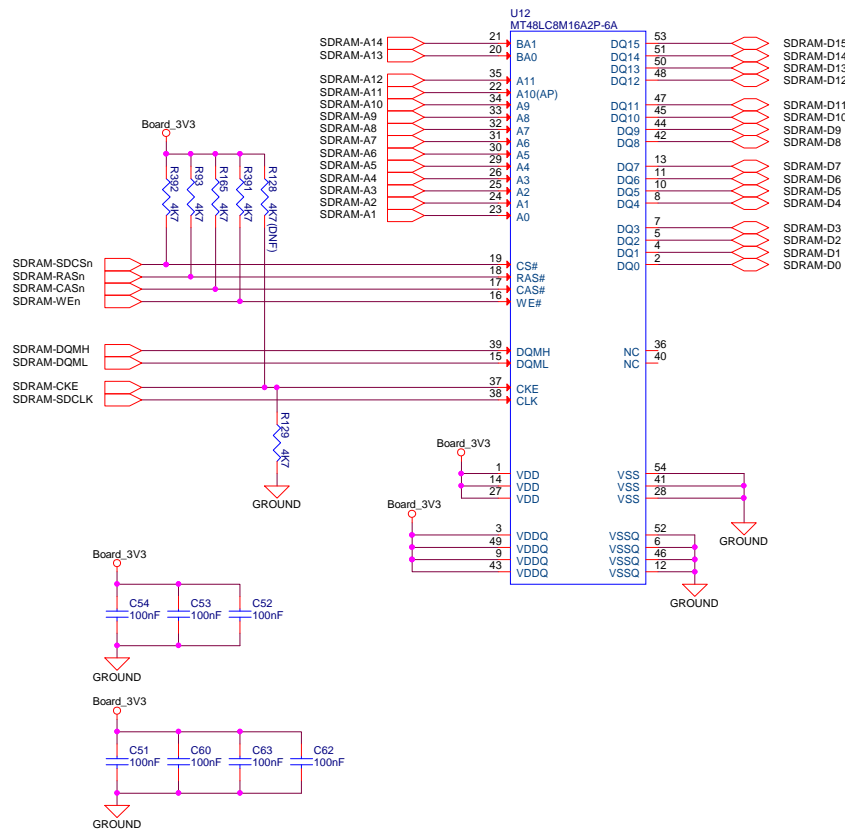 U12
MT48LC8M16A2P-6A
SDRAM-A14 21 BA1 DQ15 53 SDRAM-D15
SDRAM-A13 20 BA0 DQ14 51 SDRAM-D14
DQ13 50 SDRAM-D13
SDRAM-A12 35 A11 DQ12 48 SDRAM-D12
SDRAM-A11 22 A10(AP)
SDRAM-A10 34 A9 DQ11 47 SDRAM-D11
SDRAM-A9 33 A8 DQ10 45 SDRAM-D10
SDRAM-A8 32 A7 DQ9 44 SDRAM-D9
SDRAM-A7 31 A6 DQ8 42 SDRAM-D8
SDRAM-A6 30 A5
SDRAM-A5 29 A4 DQ7 13 SDRAM-D7
SDRAM-A4 26 A3 DQ6 11 SDRAM-D6
SDRAM-A3 25 A2 DQ5 10 SDRAM-D5
SDRAM-A2 24 A1 DQ4 8 SDRAM-D4
SDRAM-A1 23 A0
DQ3 7 SDRAM-D3
DQ2 5 SDRAM-D2
DQ1 4 SDRAM-D1
DQ0 2 SDRAM-D0
Board_3V3
R392 4K7
R93 4K7
R165 4K7
R391 4K7
R128 4K7(DNF)
SDRAM-SDCSn 19 CS#
SDRAM-RASn 18 RAS#
SDRAM-CASn 17 CAS#
SDRAM-WEn 16 WE#
SDRAM-DQMH 39 DQMH NC 36
SDRAM-DQML 15 DQML NC 40
SDRAM-CKE 37 CKE
SDRAM-SDCLK 38 CLK
R129 4K7
GROUND
Board_3V3
1 VDD VSS 54
14 VDD VSS 41
27 VDD VSS 28
GROUND
Board_3V3
3 VDDQ VSSQ 52
49 VDDQ VSSQ 6
9 VDDQ VSSQ 46
43 VDDQ VSSQ 12
GROUND
Board_3V3
C54 C53 C52
100nF 100nF 100nF
GROUND
Board_3V3
C51 C60 C63 C62
100nF 100nF 100nF 100nF
GROUND